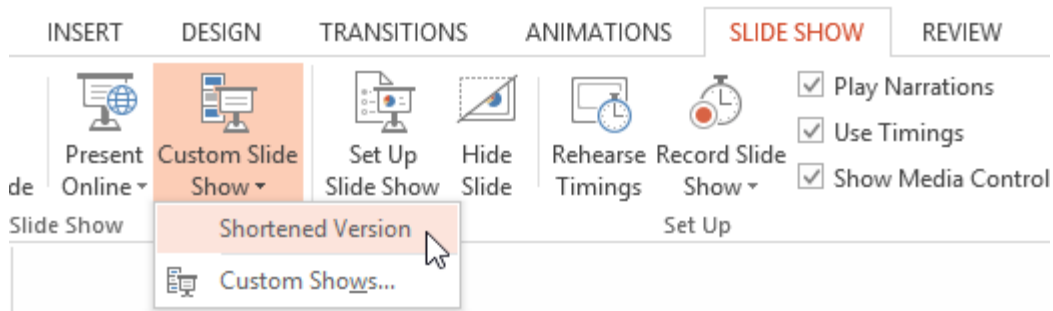 INSERT DESIGN TRANSITIONS ANIMATIONS SLIDE SHOW REVIEW
Play Narrations
Use Timings
Present Custom Slide Set Up Hide Rehearse Record Slide
de Online Show Slide Show Slide Timings Show Show Media Control
Slide Show Set Up
Shortened Version
Custom Shows...